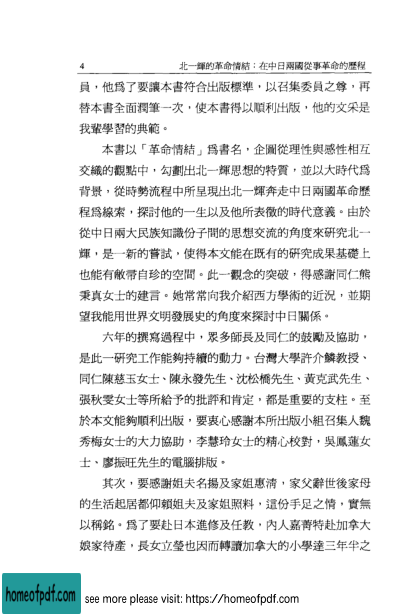 4 北一輝的革命情結：在中日兩國從事革命的歷程
員，他為了要讓本書符合出版標準，以召集委員之尊，再
替本書全面潤筆一次，使本書得以順利出版，他的文采是
我輩學習的典範。
本書以「革命情結」為書名，企圖從理性與感性相互
交織的觀點中，勾劃出北一輝思想的特質，並以大時代為
背景，從時勢流程中所呈現出北一輝奔走中日兩國革命歷
程為線索，探討他的一生以及他所表徵的時代意義。由於
從中日兩大民族知識份子間的思想交流的角度來研究北一
輝，是一新的嘗試，使得本文能在既有的研究成果基礎上
也能有敝帚自珍的空間。此一觀念的突破，得感謝同仁熊
秉真女士的建言。她常常向我介紹西方學術的近況，並期
望我能用世界文明發展史的角度來探討中日關係。
六年的撰寫過程中，眾多師長及同仁的鼓勵及協助，
是此一研究工作能夠持續的動力。台灣大學許介鱗教授、
同仁陳慈玉女士、陳永發先生、沈松橋先生、黃克武先生、
張秋雯女士等所給予的批評和肯定，都是重要的支柱。至
於本文能夠順利出版，要衷心感謝本所出版小組召集人魏
秀梅女士的大力協助，李慧玲女士的精心校對，吳鳳蓮女
士、廖振旺先生的電腦排版。
其次，要感謝姐夫名揚及家姐惠清，家父辭世後家母
的生活起居都仰賴姐夫及家姐照料，這份手足之情，實無
以稱銘。為了要赴日本進修及任教，內人嘉菁特赴加拿大
娘家待產，長女立瑩也因而轉讀加拿大的小學達三年半之
homeofpdf.com see more please visit: https://homeofpdf.com